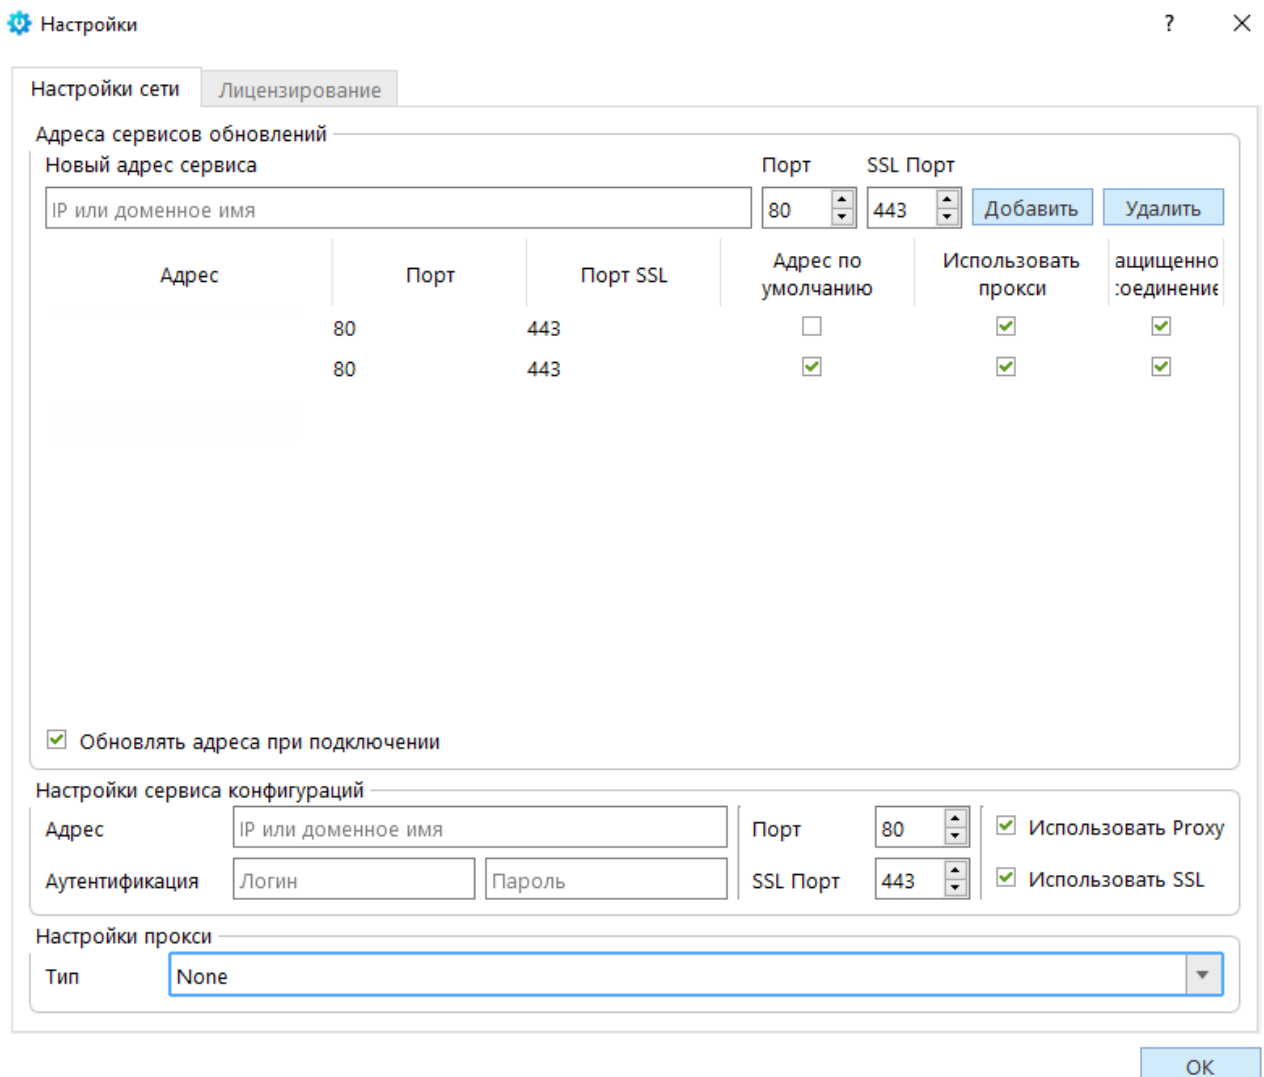 Настройки
?
Настройки сети
Лицензирование
Адреса сервисов обновлений
Новый адрес сервиса
Порт
SSL Порт
IP или доменное имя
80
443
Добавить
Удалить
Адрес
Порт
Порт SSL
Адрес по
умолчанию
Использовать
прокси
ащищенно
соединение
80
443
80
443
Обновлять адреса при подключении
Настройки сервиса конфигураций
Адрес
IP или доменное имя
Порт
80
Использовать Proxy
Аутентификация
Логин
Пароль
SSL Порт
443
Использовать SSL
Настройки прокси
Тип
None
OK